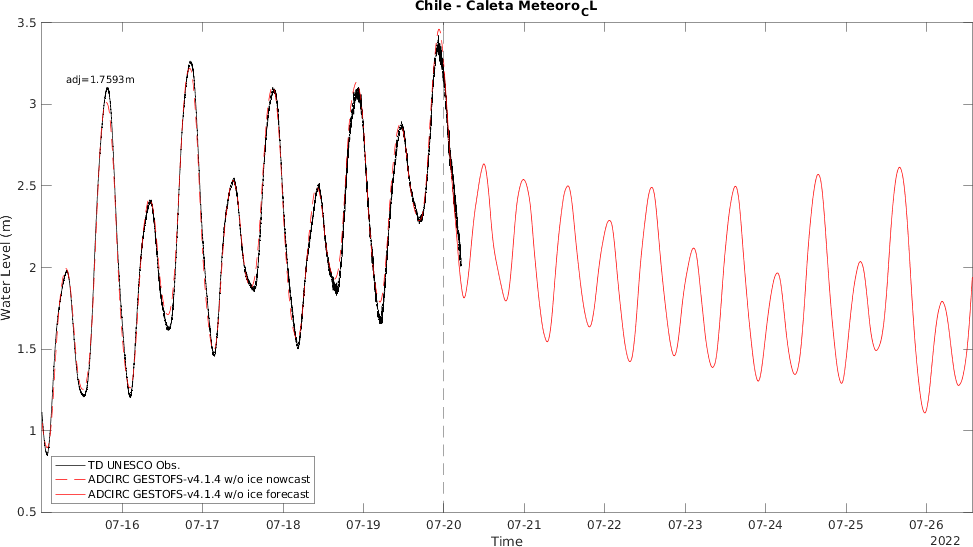 Chile - Caleta Meteoro_CL
3.5
3
2.5
2
1.5
1
0.5
Water Level (m)
adj=1.7593m
TD UNESCO Obs.
ADCIRC GESTOFS-v4.1.4 w/o ice nowcast
ADCIRC GESTOFS-v4.1.4 w/o ice forecast
07-16 07-17 07-18 07-19 07-20 07-21 07-22 07-23 07-24 07-25 07-26
Time
2022